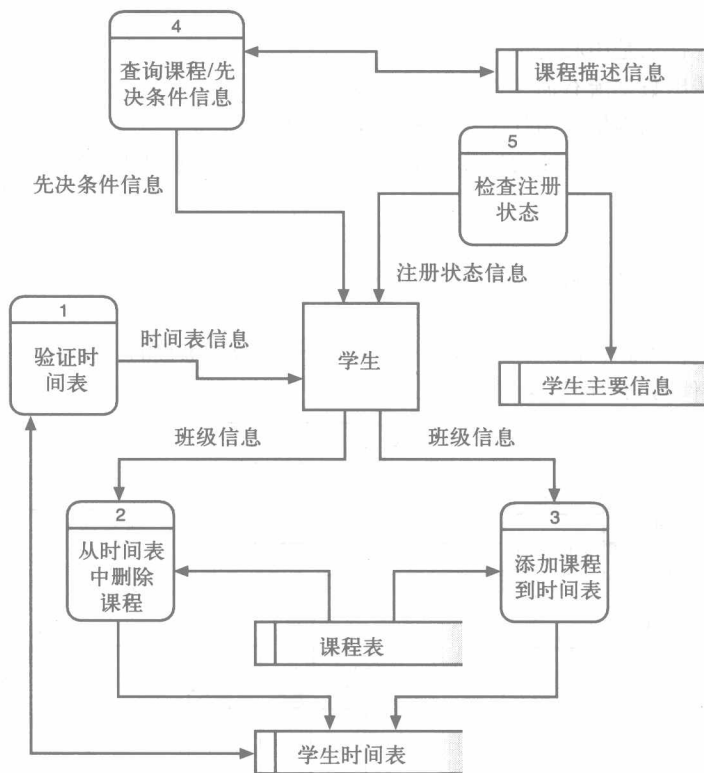 4
查询课程/先
决条件信息
课程描述信息
5
检查注册
状态
先决条件信息
注册状态信息
1
验证时
间表
时间表信息
学生
学生主要信息
班级信息
班级信息
2
从时间表
中删除
课程
3
添加课程
到时间表
课程表
学生时间表